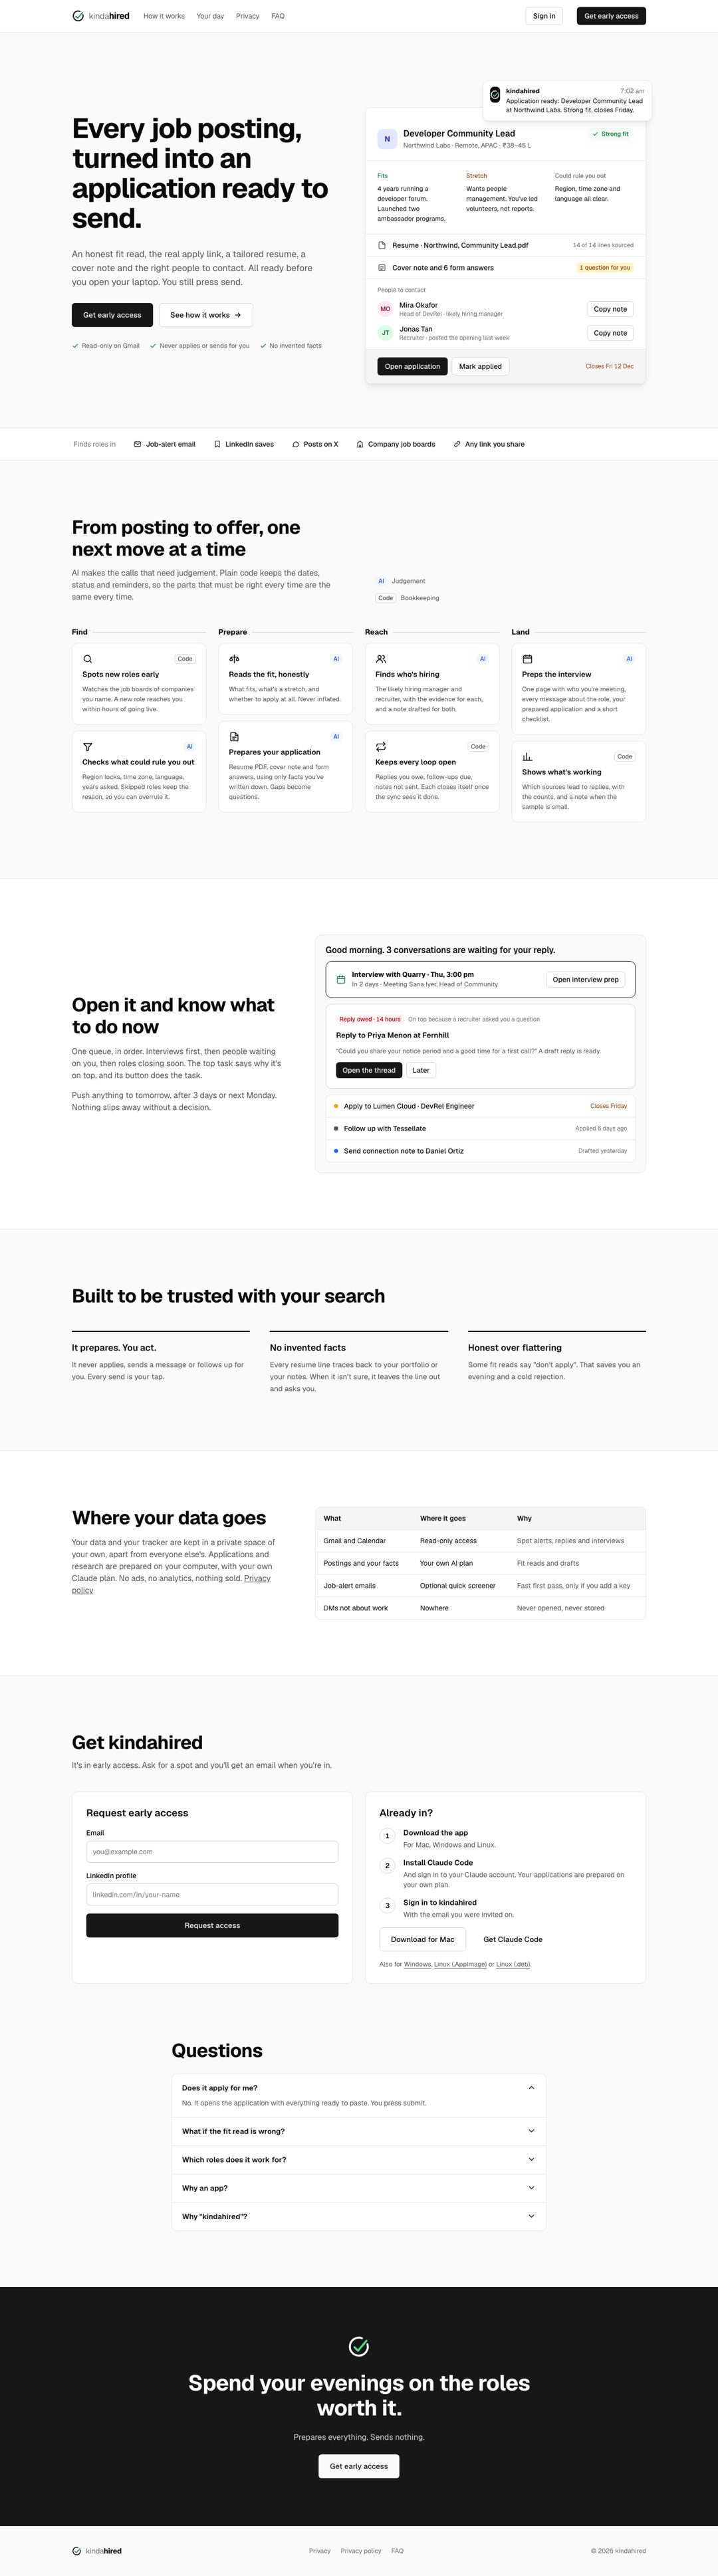 kindahired
How it works
Your day
Privacy
FAQ
Sign in
Get early access
kindahired
7:02 am
Application ready: Developer Community Lead
at Northwind Labs. Strong fit, closes Friday.
Every job posting,
turned into an
application ready to
send.
An honest fit read, the real apply link, a tailored resume, a
cover note and the right people to contact. All ready before
you open your laptop. You still press send.
Get early access
See how it works →
Read-only on Gmail
Never applies or sends for you
No invented facts
N
Developer Community Lead
Northwind Labs · Remote, APAC · ₹38–45 L
Strong fit
Fits
4 years running a
developer forum.
Launched two
ambassador programs.
Stretch
Wants people
management. You've led
volunteers, not reports.
Could rule you out
Region, time zone and
language all clear.
Resume · Northwind, Community Lead.pdf
14 of 14 lines sourced
Cover note and 6 form answers
1 question for you
People to contact
MO
Mira Okafor
Head of DevRel · likely hiring manager
Copy note
JT
Jonas Tan
Recruiter · posted the opening last week
Copy note
Open application
Mark applied
Closes Fri 12 Dec
Finds roles in
Job-alert email
LinkedIn saves
Posts on X
Company job boards
Any link you share
From posting to offer, one
next move at a time
AI makes the calls that need judgement. Plain code keeps the dates,
status and reminders, so the parts that must be right every time are the
same every time.
AI Judgement
Code Bookkeeping
Find
Code
Spots new roles early
Watches the job boards of companies
you name. A new role reaches you
within hours of going live.
AI
Checks what could rule you out
Region locks, time zone, language,
years asked. Skipped roles keep the
reason, so you can overrule it.
Prepare
AI
Reads the fit, honestly
What fits, what's a stretch, and
whether to apply at all. Never inflated.
AI
Prepares your application
Resume PDF, cover note and form
answers, using only facts you've
written down. Gaps become
questions.
Reach
AI
Finds who's hiring
The likely hiring manager and
recruiter, with the evidence for each,
and a note drafted for both.
Code
Keeps every loop open
Replies you owe, follow-ups due,
notes not sent. Each closes itself once
the sync sees it done.
Land
AI
Preps the interview
One page with who you're meeting,
every message about the role, your
prepared application and a short
checklist.
Code
Shows what's working
Which sources lead to replies, with
the counts, and a note when the
sample is small.
Open it and know what
to do now
One queue, in order. Interviews first, then people waiting
on you, then roles closing soon. The top task says why it's
on top, and its button does the task.
Push anything to tomorrow, after 3 days or next Monday.
Nothing slips away without a decision.
Good morning. 3 conversations are waiting for your reply.
Interview with Quarry · Thu, 3:00 pm
In 2 days · Meeting Sana Iyer, Head of Community
Open interview prep
Reply owed · 14 hours
On top because a recruiter asked you a question
Reply to Priya Menon at Fernhill
"Could you share your notice period and a good time for a first call?" A draft reply is ready.
Open the thread
Later
Apply to Lumen Cloud · DevRel Engineer
Closes Friday
Follow up with Tessellate
Applied 6 days ago
Send connection note to Daniel Ortiz
Drafted yesterday
Built to be trusted with your search
It prepares. You act.
It never applies, sends a message or follows up for
you. Every send is your tap.
No invented facts
Every resume line traces back to your portfolio or
your notes. When it isn't sure, it leaves the line out
and asks you.
Honest over flattering
Some fit reads say "don't apply". That saves you an
evening and a cold rejection.
Where your data goes
Your data and your tracker are kept in a private space of
your own, apart from everyone else's. Applications and
research are prepared on your computer, with your own
Claude plan. No ads, no analytics, nothing sold. Privacy
policy
What
Where it goes
Why
Gmail and Calendar
Read-only access
Spot alerts, replies and interviews
Postings and your facts
Your own AI plan
Fit reads and drafts
Job-alert emails
Optional quick screener
Fast first pass, only if you add a key
DMs not about work
Nowhere
Never opened, never stored
Get kindahired
It's in early access. Ask for a spot and you'll get an email when you're in.
Request early access
Email
you@example.com
LinkedIn profile
linkedin.com/in/your-name
Request access
Already in?
1
Download the app
For Mac, Windows and Linux.
2
Install Claude Code
And sign in to your Claude account. Your applications are prepared on
your own plan.
3
Sign in to kindahired
With the email you were invited on.
Download for Mac
Get Claude Code
Also for Windows, Linux (.AppImage) or Linux (.deb).
Questions
Does it apply for me?
No. It opens the application with everything ready to paste. You press submit.
What if the fit read is wrong?
Which roles does it work for?
Why an app?
Why "kindahired"?
Spend your evenings on the roles
worth it.
Prepares everything. Sends nothing.
Get early access
kindahired
Privacy
Privacy policy
FAQ
© 2026 kindahired